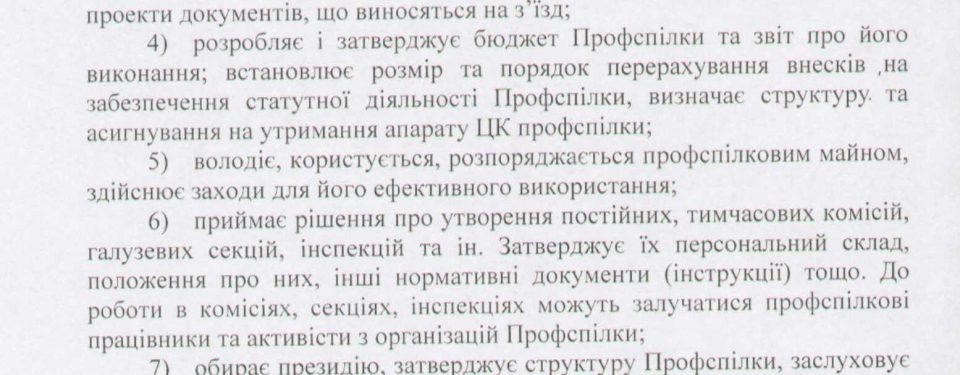 проекти документів, що виносяться на з’їзд;
4) розробляє і затверджує бюджет Профспілки та звіт про його
виконання; встановлює розмір та порядок перерахування внесків на
забезпечення статутної діяльності Профспілки, визначає структуру та
асигнування на утримання апарату ЦК профспілки;
5) володіє, користується, розпоряджається профспілковим майном,
здійснює заходи для його ефективного використання;
6) приймає рішення про утворення постійних, тимчасових комісій,
галузевих секцій, інспекцій та ін. Затверджує їх персональний склад,
положення про них, інші нормативні документи (інструкції) тощо. До
роботи в комісіях, секціях, інспекціях можуть залучатися профспілкові
працівники та активісти з організацій Профспілки;
7) обирає президію, затверджує структуру Профспілки, заслуховує